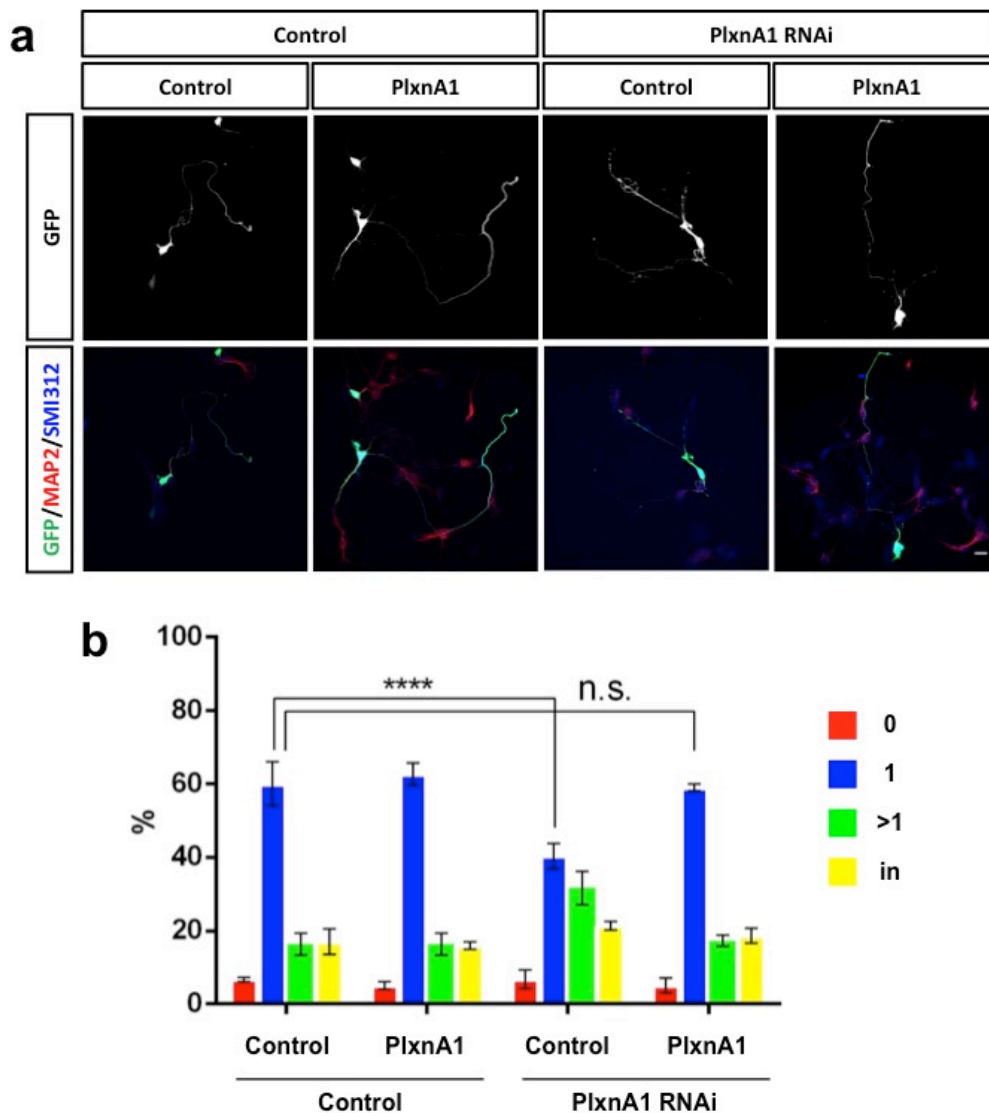 a
Control PlxnA1 RNAi
Control PlxnA1 Control PlxnA1
GFP
GFP/MAP2/SMI312
b
100
80
60
40
20
0
%
**** n.s.
0
1
>1
in
Control PlxnA1 Control PlxnA1
Control PlxnA1 RNAi